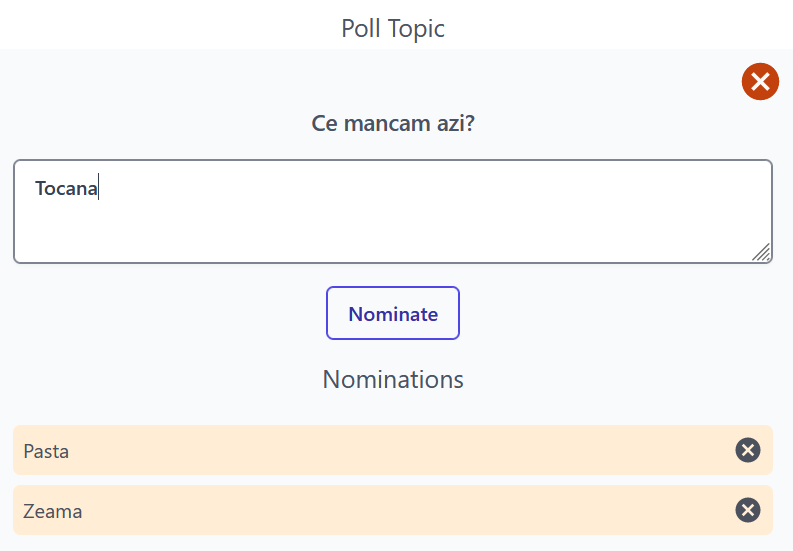 Poll Topic
Ce mancam azi?
Tocana
Nominate
Nominations
Pasta
Zeama